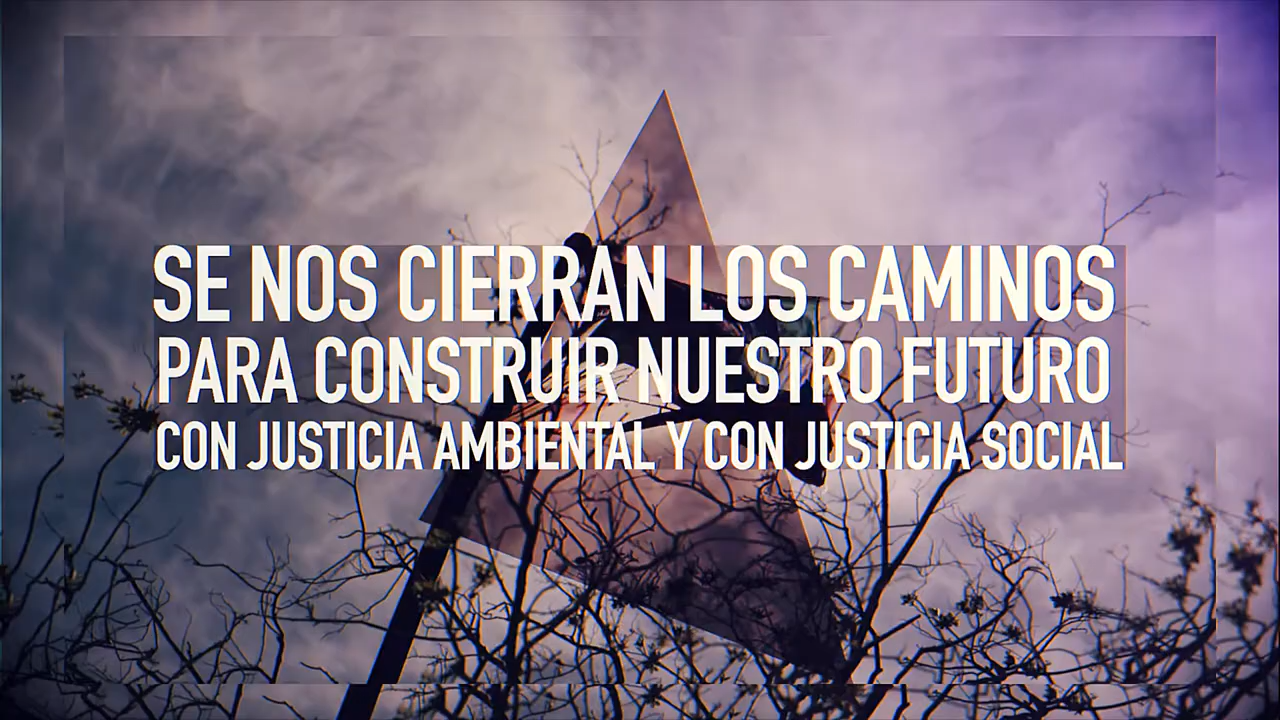 SE NOS CIERRAN LOS CAMINOS
PARA CONSTRUIR NUESTRO FUTURO
CON JUSTICIA AMBIENTAL Y CON JUSTICIA SOCIAL